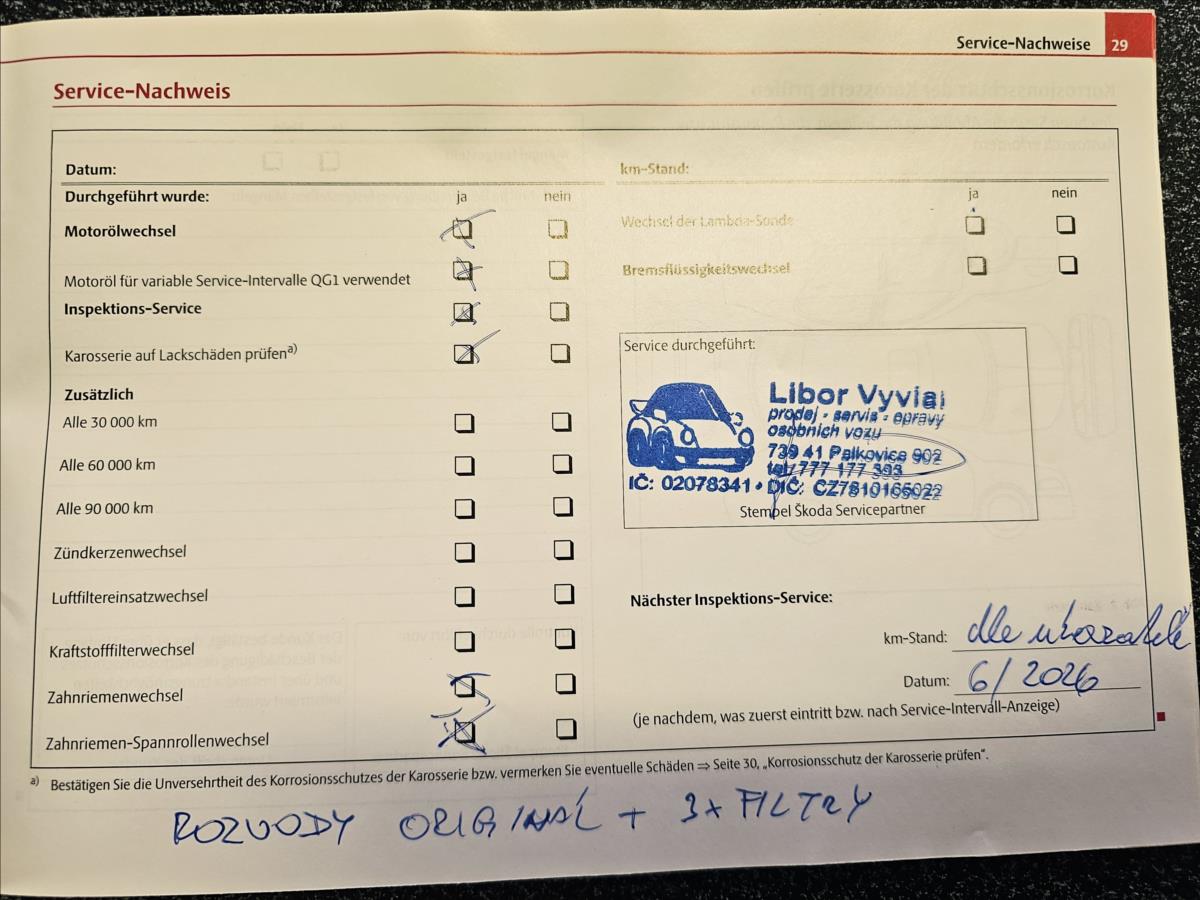 Service-Nachweise 29
Service-Nachweis
Datum:
km-Stand:
Durchgeführt wurde: ja nein
ja nein
Motorölwechsel
Wechsel der Lambda-Sonde
Motoröl für variable Service-Intervalle QG1 verwendet
Bremsflüssigkeitswechsel
Inspektions-Service
Karosserie auf Lackschäden prüfen a)
Zusätzlich
Alle 30 000 km
Alle 60 000 km
Alle 90 000 km
Zündkerzenwechsel
Luftfiltereinsatzwechsel
Kraftstofffilterwechsel
Zahnriemenwechsel
Zahnriemen-Spannrollenwechsel
Service durchgeführt:
Libor Vyvial
prodej - servis - opravy
osobních vozu
739 41 Palkovice 902
tel: 777 177 393
IČ: 02078341 • DIČ: CZ7810165022
Stempel Škoda Servicepartner
Nächster Inspektions-Service:
km-Stand: dle ukazatele
Datum: 6/2026
(je nachdem, was zuerst eintritt bzw. nach Service-Intervall-Anzeige)
a) Bestätigen Sie die Unversehrtheit des Korrosionsschutzes der Karosserie bzw. vermerken Sie eventuelle Schäden ⇒ Seite 30, „Korrosionsschutz der Karosserie prüfen“.
ROZVODY ORIGINÁL + 3x FILTRY